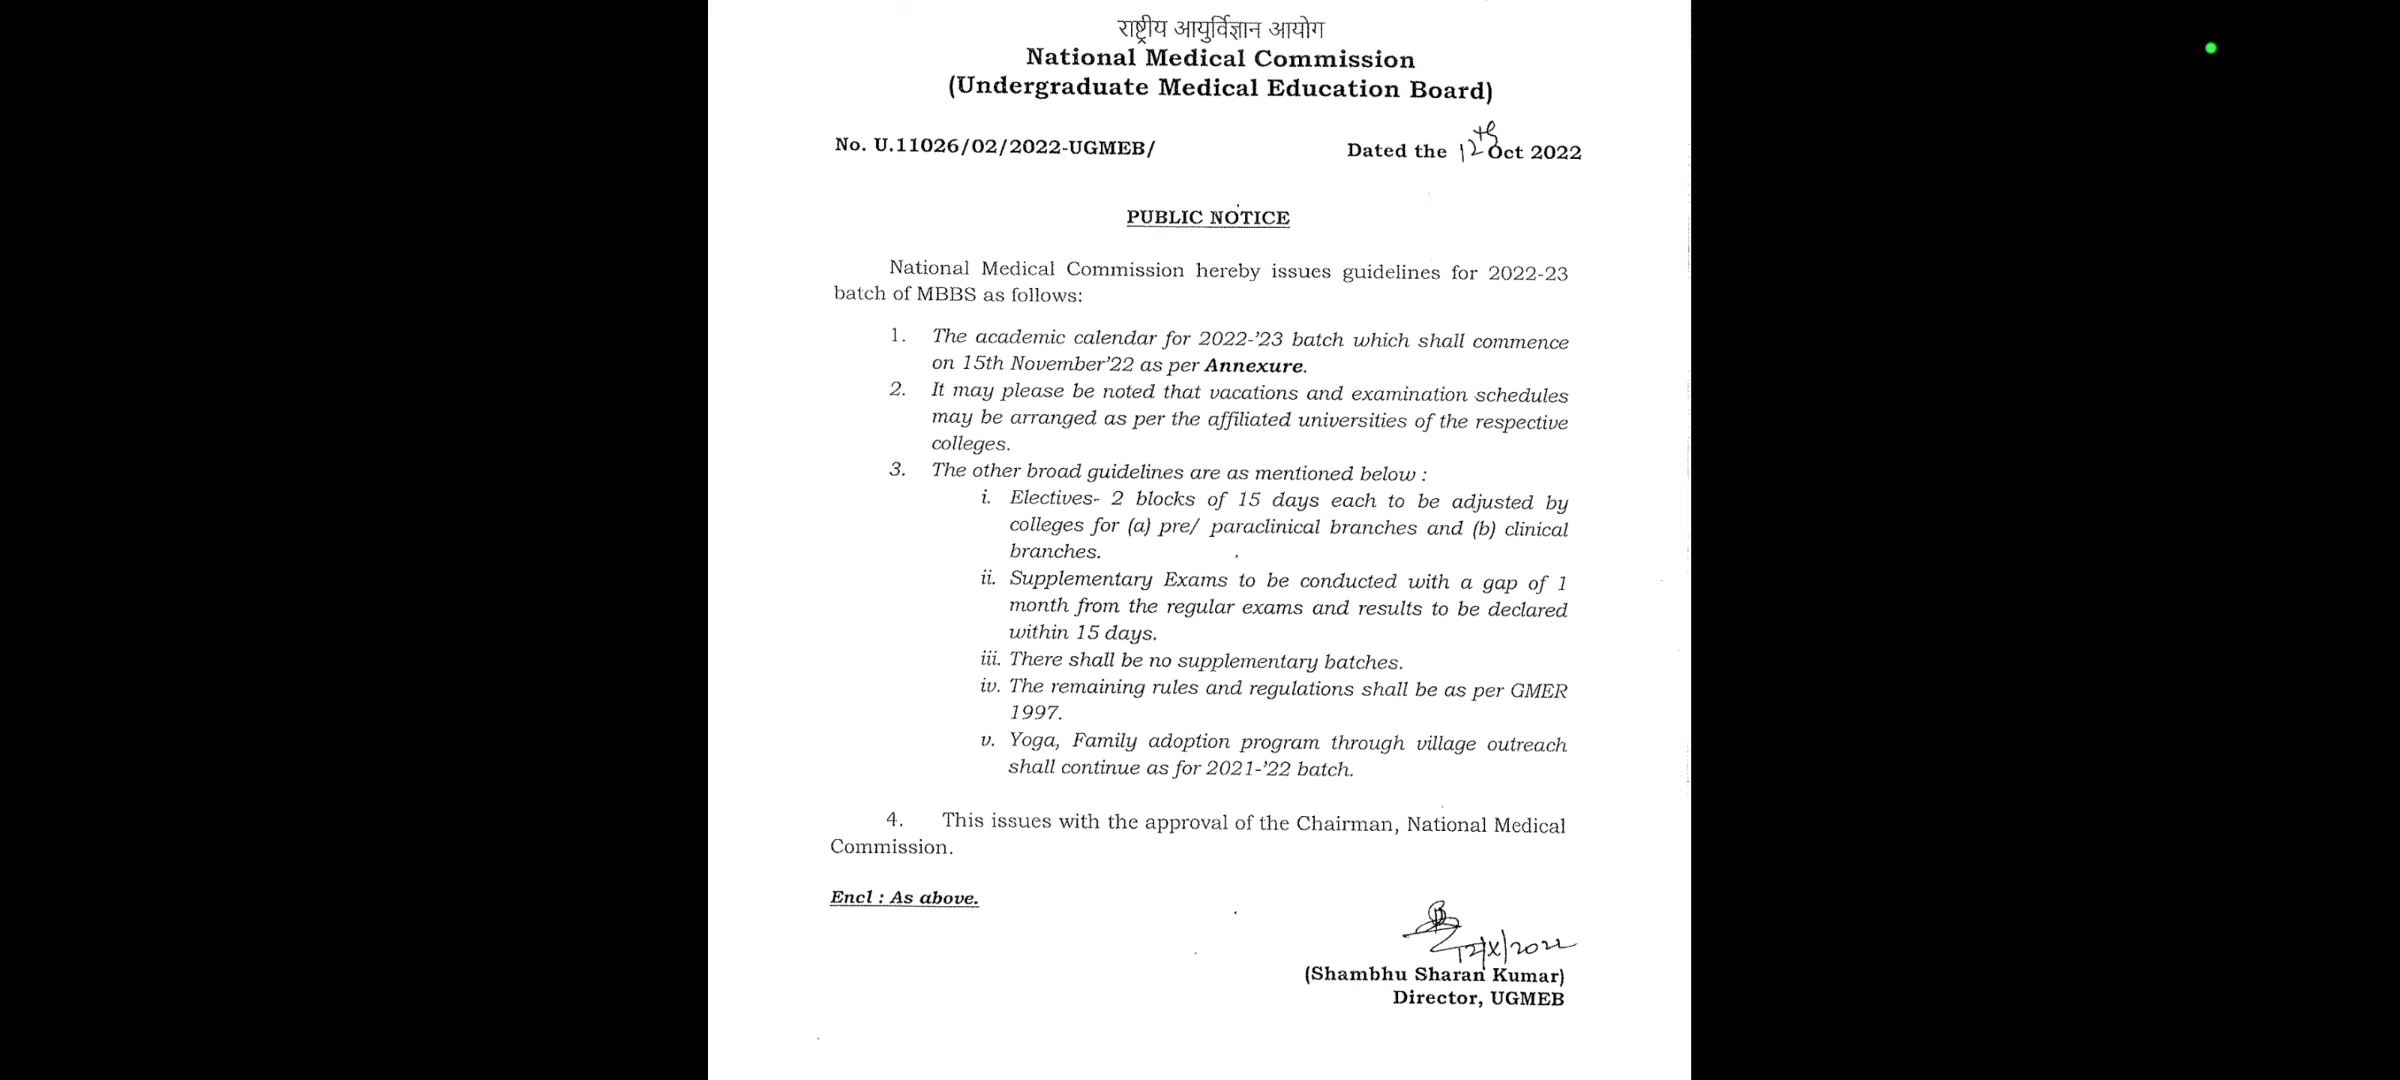 राष्ट्रीय आयुर्विज्ञान आयोग
National Medical Commission
(Undergraduate Medical Education Board)
No. U.11026/02/2022-UGMEB/ Dated the 12th Oct 2022
PUBLIC NOTICE
National Medical Commission hereby issues guidelines for 2022-23
batch of MBBS as follows:
1. The academic calendar for 2022-'23 batch which shall commence
on 15th November'22 as per Annexure.
2. It may please be noted that vacations and examination schedules
may be arranged as per the affiliated universities of the respective
colleges.
3. The other broad guidelines are as mentioned below :
i. Electives- 2 blocks of 15 days each to be adjusted by
colleges for (a) pre/ paraclinical branches and (b) clinical
branches.
ii. Supplementary Exams to be conducted with a gap of 1
month from the regular exams and results to be declared
within 15 days.
iii. There shall be no supplementary batches.
iv. The remaining rules and regulations shall be as per GMER
1997.
v. Yoga, Family adoption program through village outreach
shall continue as for 2021-'22 batch.
4. This issues with the approval of the Chairman, National Medical
Commission.
Encl : As above.
12/X/2022
(Shambhu Sharan Kumar)
Director, UGMEB